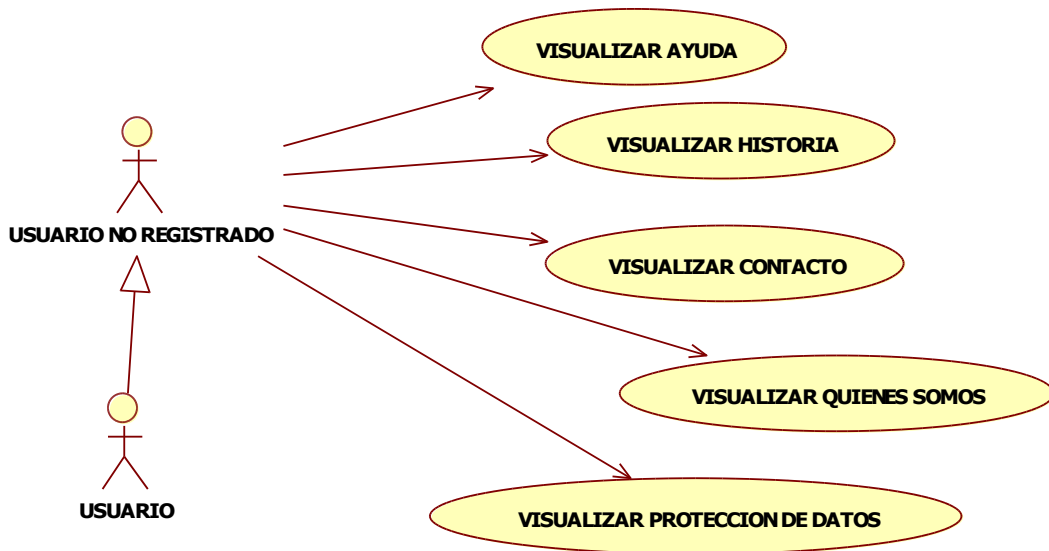 VISUALIZAR AYUDA
VISUALIZAR HISTORIA
USUARIO NO REGISTRADO
VISUALIZAR CONTACTO
VISUALIZAR QUIENES SOMOS
USUARIO
VISUALIZAR PROTECCION DE DATOS